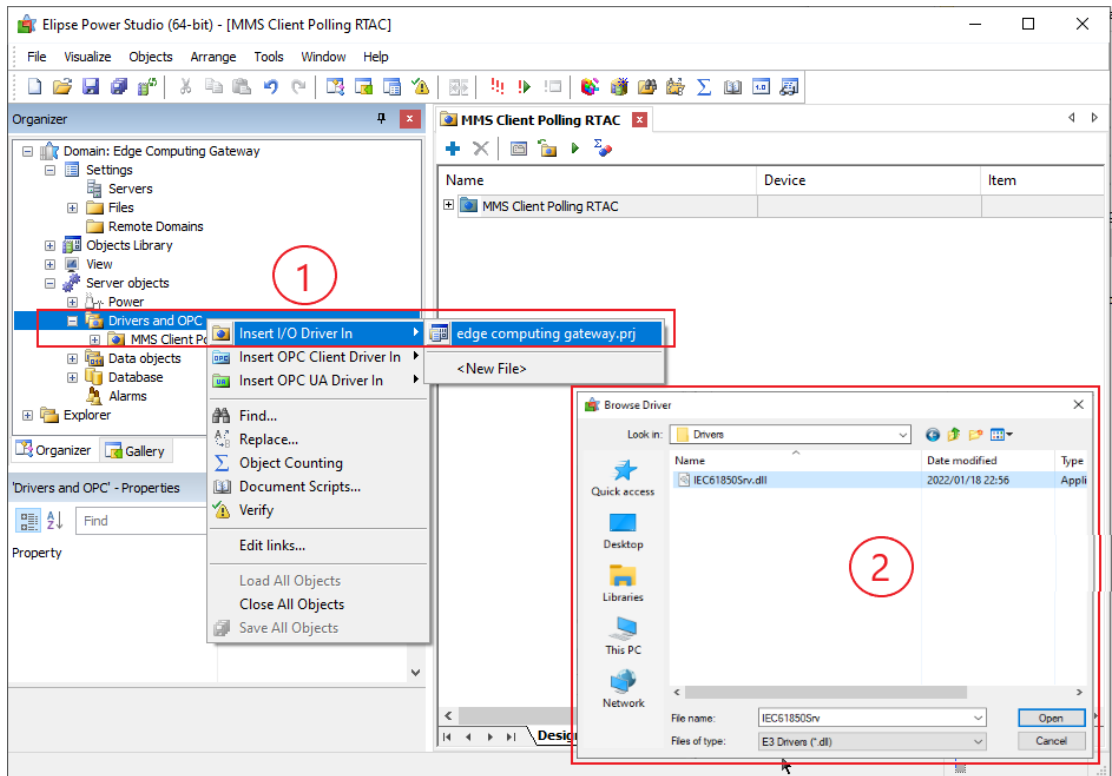 Elipse Power Studio (64-bit) - [MMS Client Polling RTAC]
File Visualize Objects Arrange Tools Window Help
Organizer
Domain: Edge Computing Gateway
Settings
Servers
Files
Remote Domains
Objects Library
View
Server objects
Power
Drivers and OPC
MMS Client Po
Data objects
Database
Alarms
Explorer
Organizer Gallery
'Drivers and OPC' - Properties
Find
Property
1
Insert I/O Driver In
Insert OPC Client Driver In
Insert OPC UA Driver In
Find...
Replace...
Object Counting
Document Scripts...
Verify
Edit links...
Load All Objects
Close All Objects
Save All Objects
edge computing gateway.prj
<New File>
MMS Client Polling RTAC
Name Device Item
MMS Client Polling RTAC
Desig
Browse Driver
Look in: Drivers
Name Date modified Type
IEC61850Srv.dll 2022/01/18 22:56 Appli
Quick access
Desktop
Libraries
This PC
Network
2
File name: IEC61850Srv Open
Files of type: E3 Drivers (*.dll) Cancel